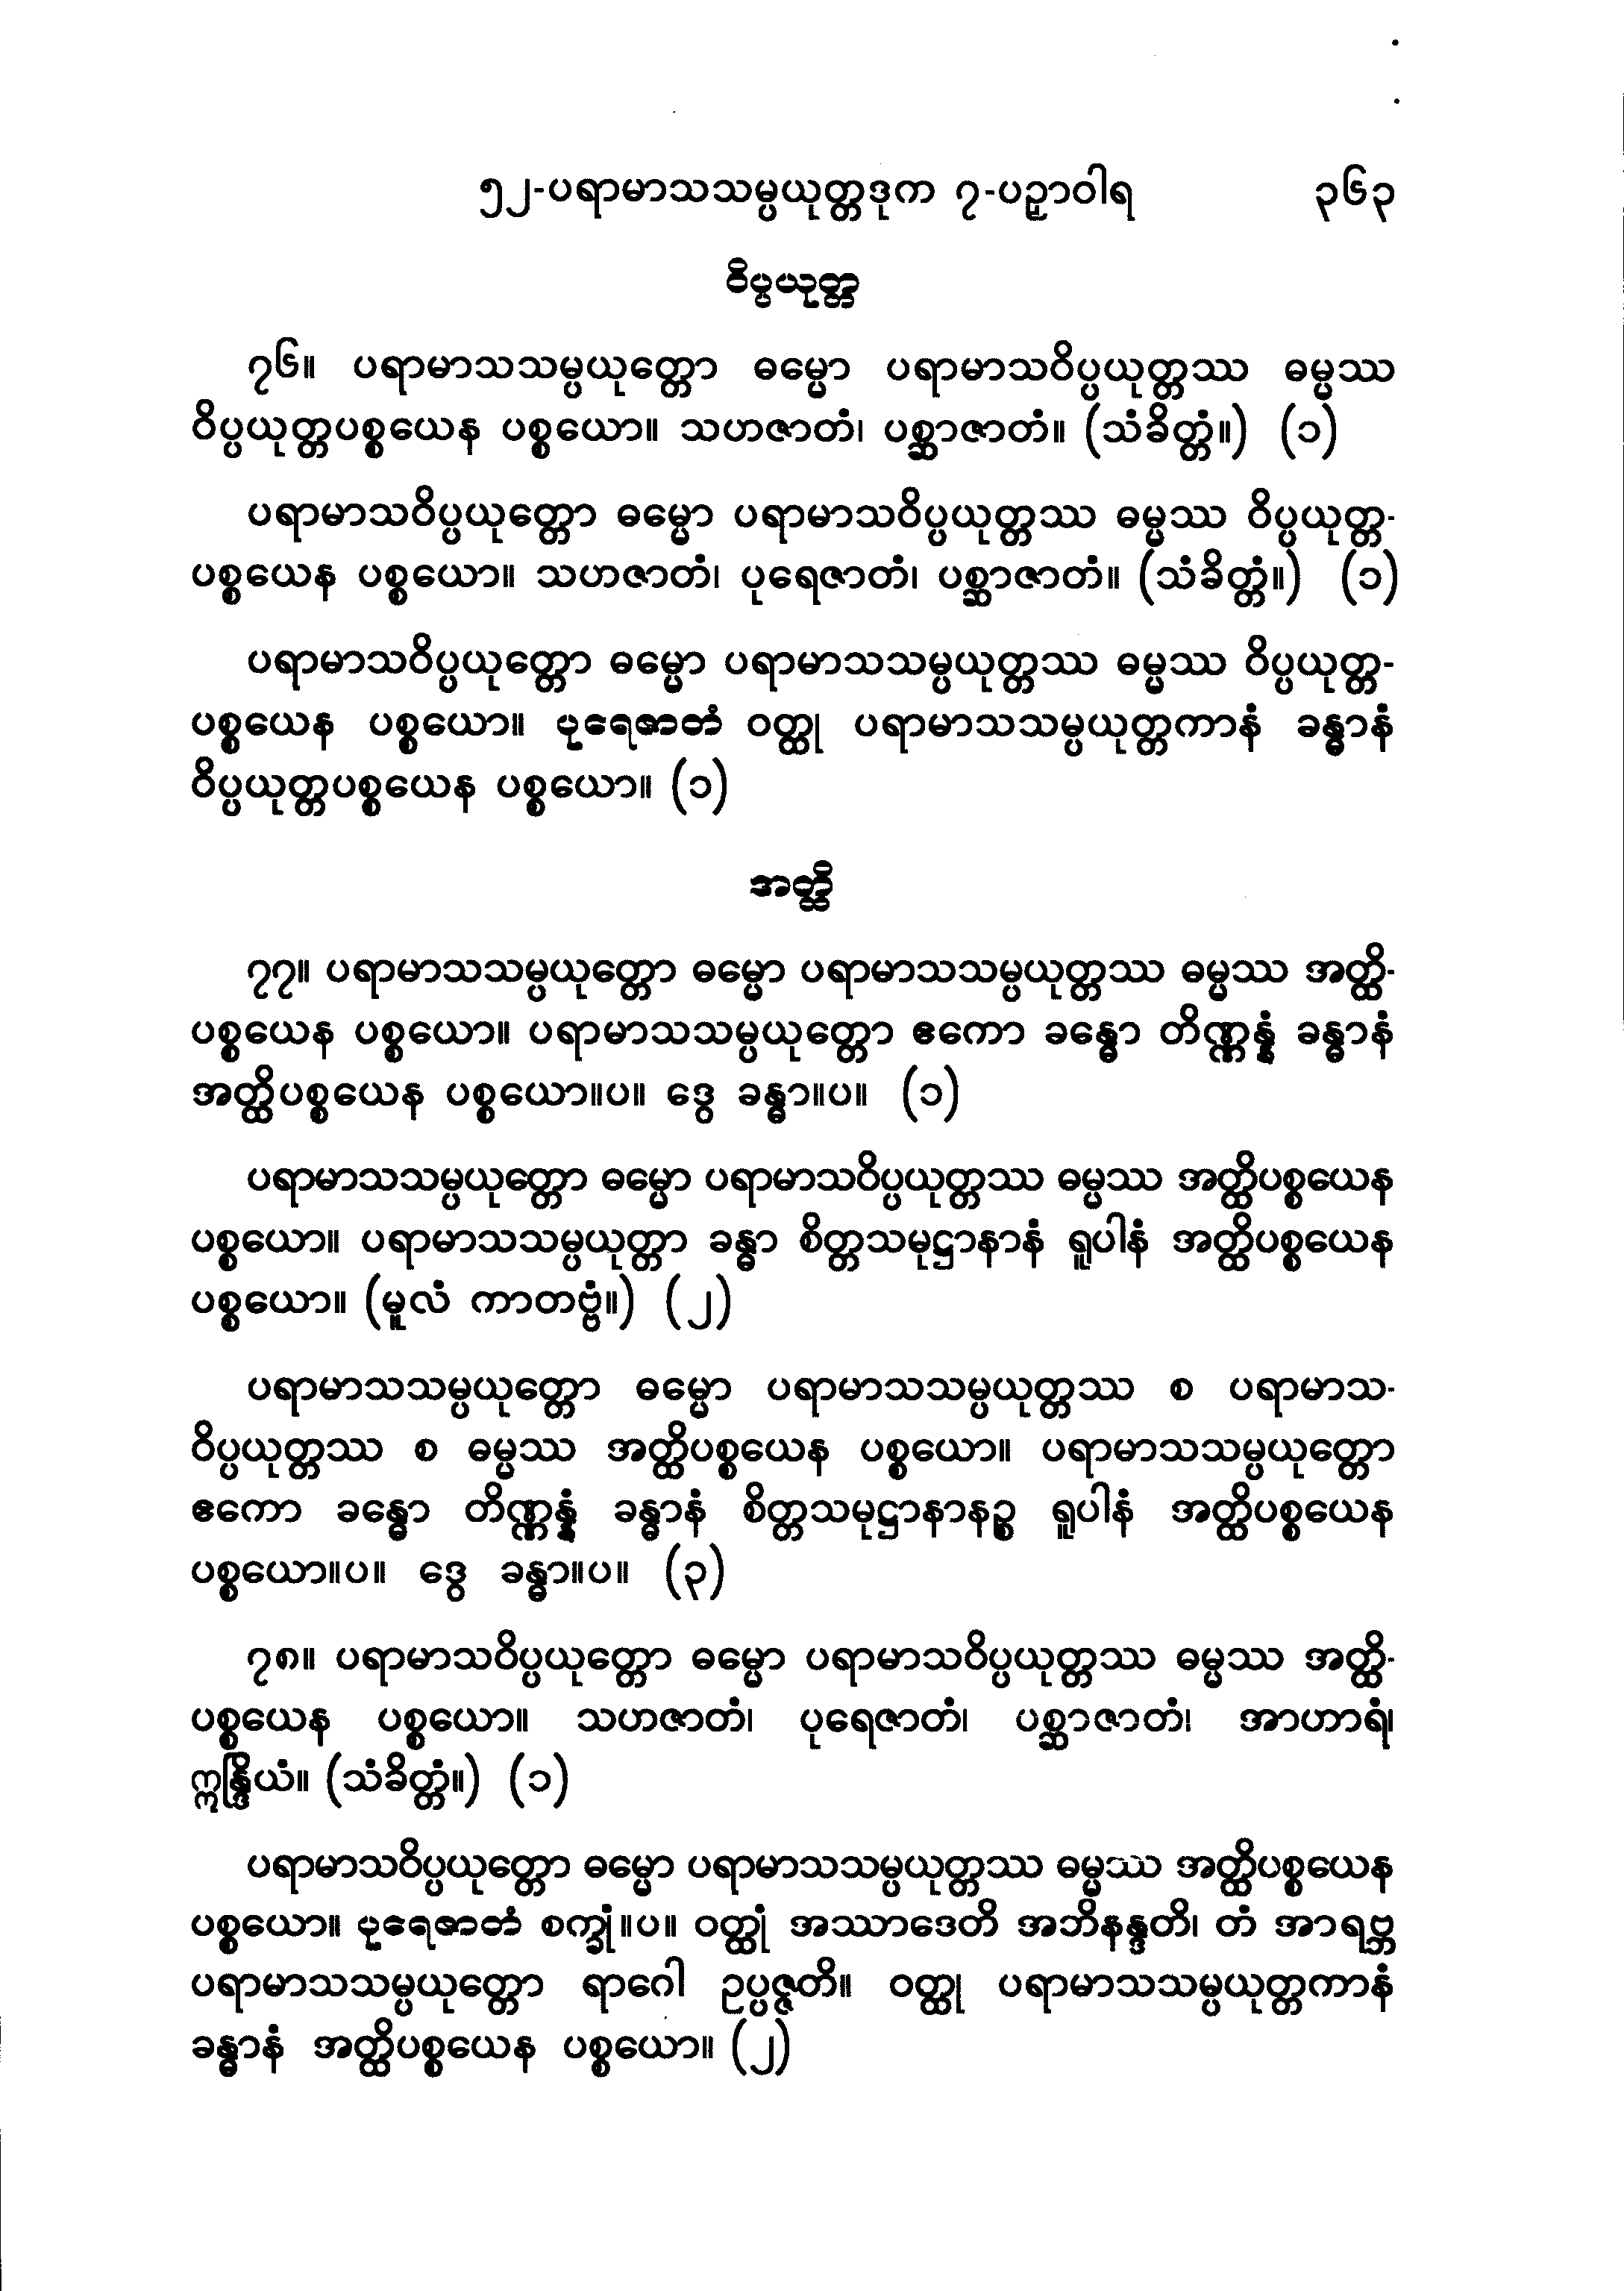 ၅၂-ပရာမာသသမ္ပယုတ္တဒုက ၇-ပဉှာဝါရ ၃၆၃
ဝိပ္ပယုတ္တ
၇၆။ ပရာမာသသမ္ပယုတ္တော ဓမ္မော ပရာမာသဝိပ္ပယုတ္တဿ ဓမ္မဿ
ဝိပ္ပယုတ္တပစ္စယေန ပစ္စယော။ သဟဇာတံ၊ ပစ္ဆာဇာတံ။ (သံခိတ္တံ။) (၁)
ပရာမာသဝိပ္ပယုတ္တော ဓမ္မော ပရာမာသဝိပ္ပယုတ္တဿ ဓမ္မဿ ဝိပ္ပယုတ္တ-
ပစ္စယေန ပစ္စယော။ သဟဇာတံ၊ ပုရေဇာတံ၊ ပစ္ဆာဇာတံ။ (သံခိတ္တံ။) (၁)
ပရာမာသဝိပ္ပယုတ္တော ဓမ္မော ပရာမာသသမ္ပယုတ္တဿ ဓမ္မဿ ဝိပ္ပယုတ္တ-
ပစ္စယေန ပစ္စယော။ ပုရေဇာတံ ဝတ္ထု ပရာမာသသမ္ပယုတ္တကာနံ ခန္ဓာနံ
ဝိပ္ပယုတ္တပစ္စယေန ပစ္စယော။ (၁)
အတ္ထိ
၇၇။ ပရာမာသသမ္ပယုတ္တော ဓမ္မော ပရာမာသသမ္ပယုတ္တဿ ဓမ္မဿ အတ္ထိ-
ပစ္စယေန ပစ္စယော။ ပရာမာသသမ္ပယုတ္တော ဧကော ခန္ဓော တိဏ္ဏန္နံ ခန္ဓာနံ
အတ္ထိပစ္စယေန ပစ္စယော။ပ။ ဒွေ ခန္ဓာ။ပ။ (၁)
ပရာမာသသမ္ပယုတ္တော ဓမ္မော ပရာမာသဝိပ္ပယုတ္တဿ ဓမ္မဿ အတ္ထိပစ္စယေန
ပစ္စယော။ ပရာမာသသမ္ပယုတ္တာ ခန္ဓာ စိတ္တသမုဋ္ဌာနာနံ ရူပါနံ အတ္ထိပစ္စယေန
ပစ္စယော။ (မူလံ ကာတဗ္ဗံ။) (၂)
ပရာမာသသမ္ပယုတ္တော ဓမ္မော ပရာမာသသမ္ပယုတ္တဿ စ ပရာမာသ-
ဝိပ္ပယုတ္တဿ စ ဓမ္မဿ အတ္ထိပစ္စယေန ပစ္စယော။ ပရာမာသသမ္ပယုတ္တော
ဧကော ခန္ဓော တိဏ္ဏန္နံ ခန္ဓာနံ စိတ္တသမုဋ္ဌာနာနဉ္စ ရူပါနံ အတ္ထိပစ္စယေန
ပစ္စယော။ပ။ ဒွေ ခန္ဓာ။ပ။ (၃)
၇၈။ ပရာမာသဝိပ္ပယုတ္တော ဓမ္မော ပရာမာသဝိပ္ပယုတ္တဿ ဓမ္မဿ အတ္ထိ-
ပစ္စယေန ပစ္စယော။ သဟဇာတံ၊ ပုရေဇာတံ၊ ပစ္ဆာဇာတံ၊ အာဟာရံ၊
ဣန္ဒြိယံ။ (သံခိတ္တံ။) (၁)
ပရာမာသဝိပ္ပယုတ္တော ဓမ္မော ပရာမာသသမ္ပယုတ္တဿ ဓမ္မဿ အတ္ထိပစ္စယေန
ပစ္စယော။ ပုရေဇာတံ စက္ခုံ။ပ။ ဝတ္ထုံ အဿာဒေတိ အဘိနန္ဒတိ၊ တံ အာရဗ္ဘ
ပရာမာသသမ္ပယုတ္တော ရာဂေါ ဥပ္ပဇ္ဇတိ။ ဝတ္ထု ပရာမာသသမ္ပယုတ္တကာနံ
ခန္ဓာနံ အတ္ထိပစ္စယေန ပစ္စယော။ (၂)